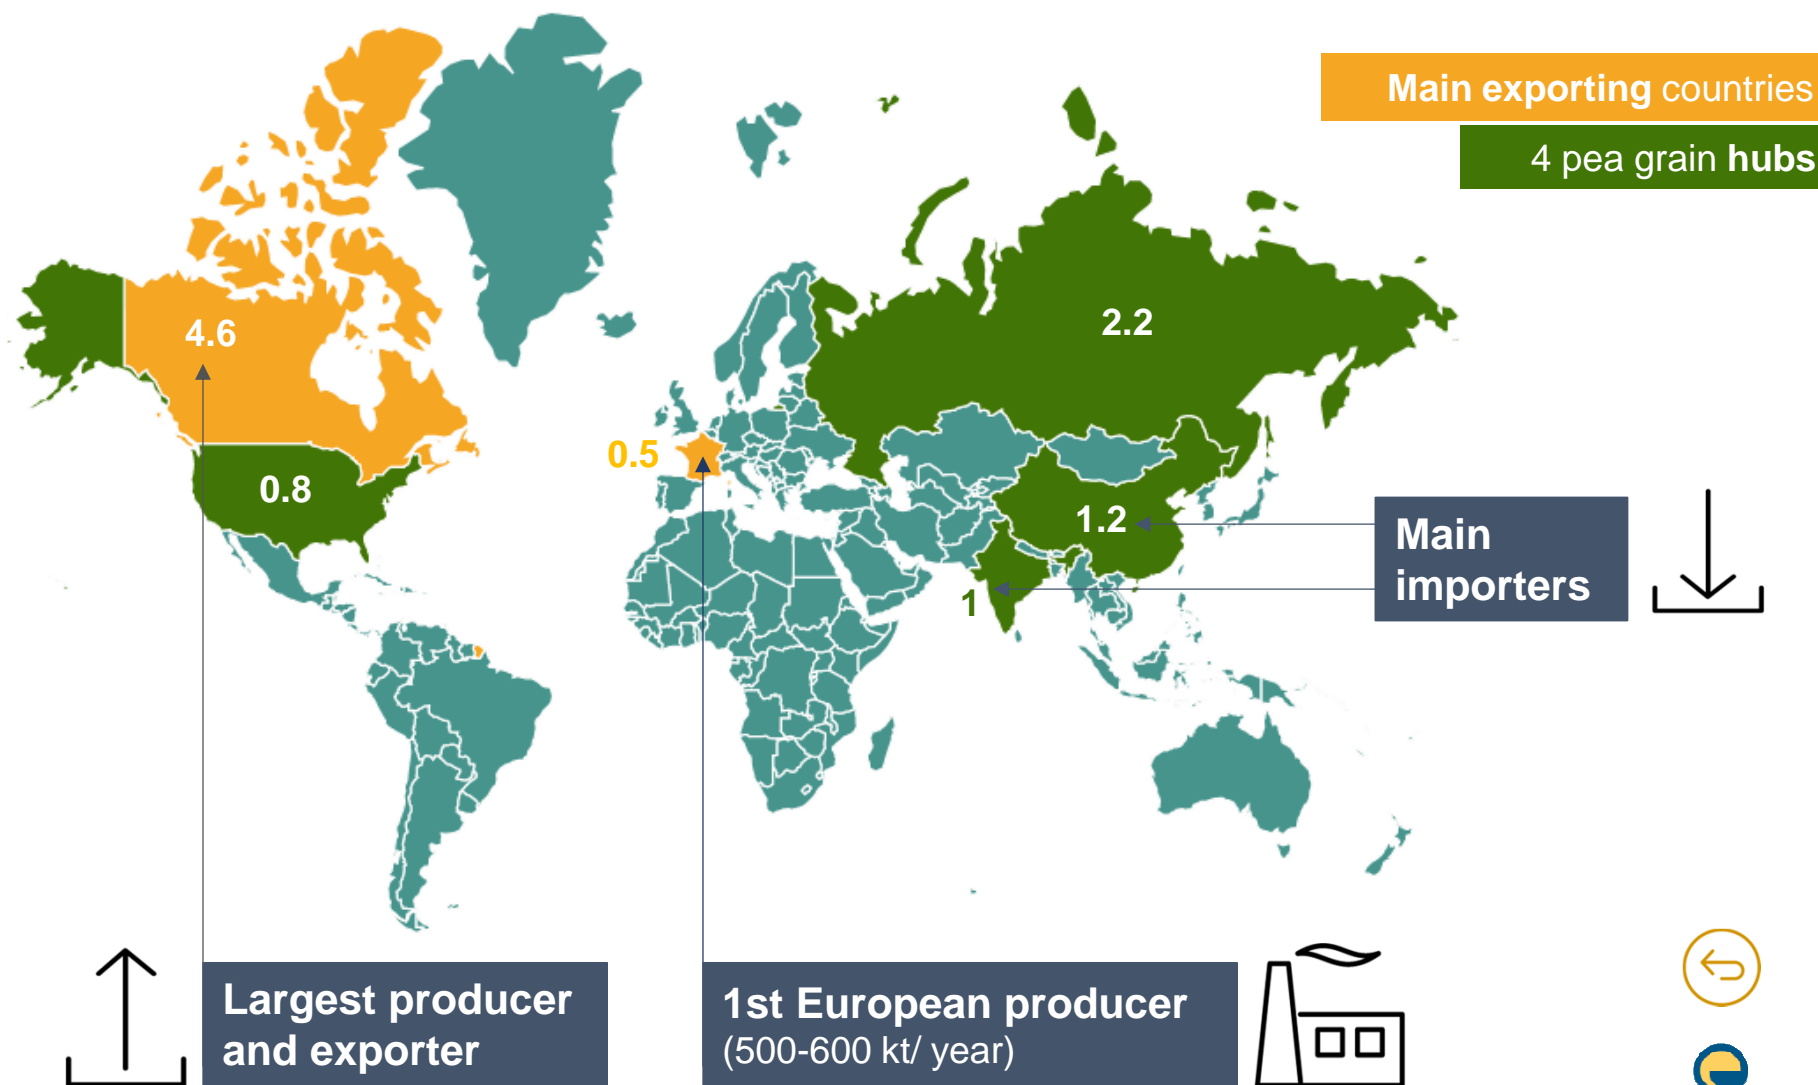 Main exporting countries
4 pea grain hubs
4.6
2.2
0.5
0.8
1.2
1
Main
importers
Largest producer
and exporter
1st European producer
(500-600 kt/ year)